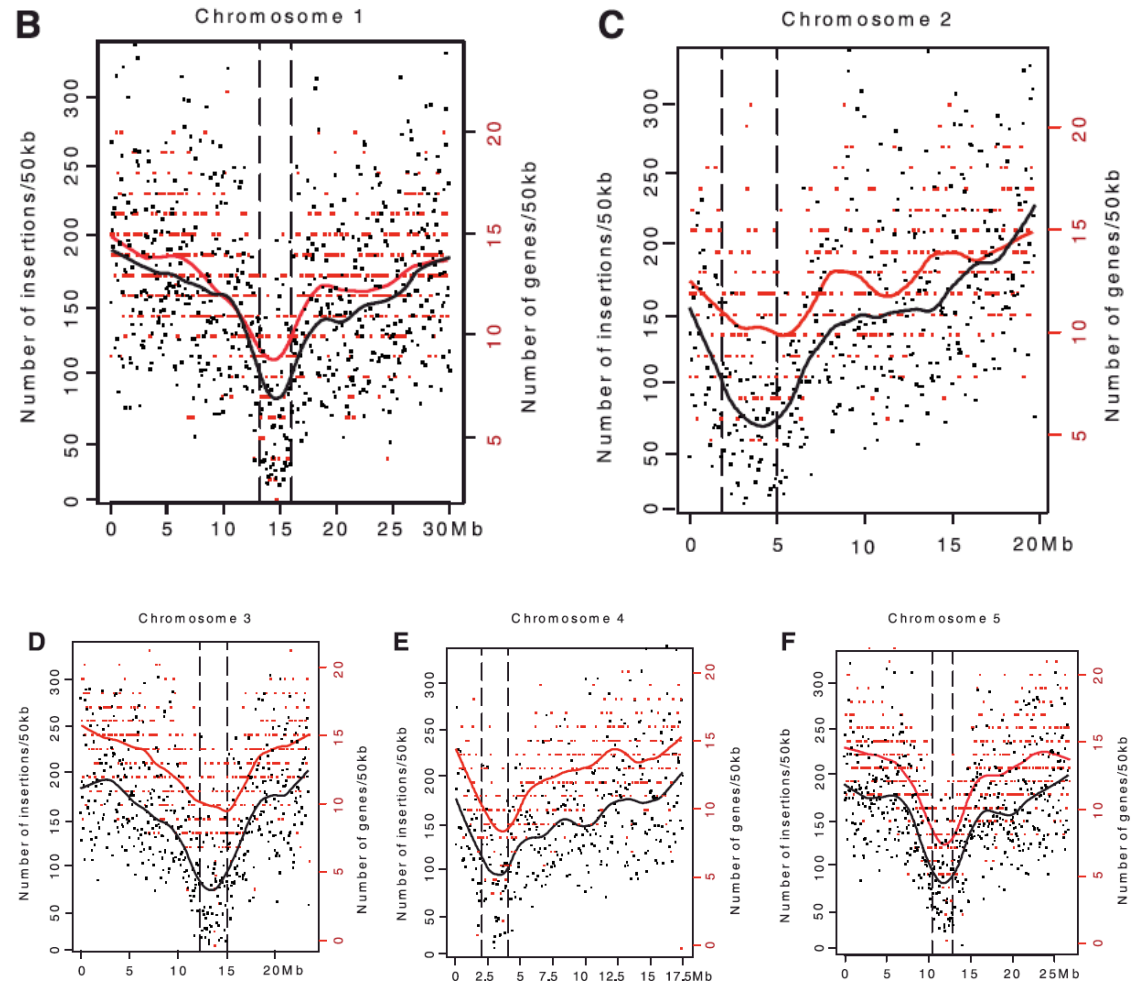 B
Chromosome 1
Number of insertions/50kb
0 50 100 150 200 250 300
0 5 10 15 20 25 30Mb
5 10 15 20
Number of genes/50kb
C
Chromosome 2
Number of insertions/50kb
0 50 100 150 200 250 300
0 5 10 15 20Mb
5 10 15 20
Number of genes/50kb
D
Chromosome 3
Number of insertions/50kb
0 50 100 150 200 250 300
0 5 10 15 20Mb
0 5 10 15 20
Number of genes/50kb
E
Chromosome 4
Number of insertions/50kb
0 50 100 150 200 250 300
0 2.5 5 7.5 10 12.5 15 17.5Mb
0 5 10 15 20
Number of genes/50kb
F
Chromosome 5
Number of insertions/50kb
0 50 100 150 200 250 300
0 5 10 15 20 25Mb
0 5 10 15 20
Number of genes/50kb